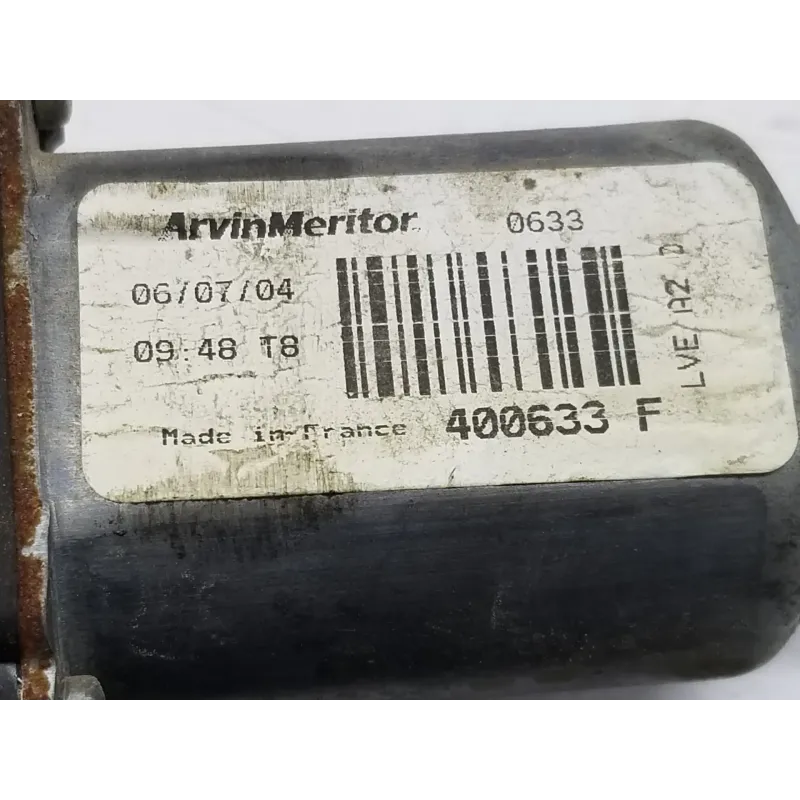 ArvinMeritor 0633
06/07/04
09:48 T8
Made in France 400633 F
LVE/A2 D